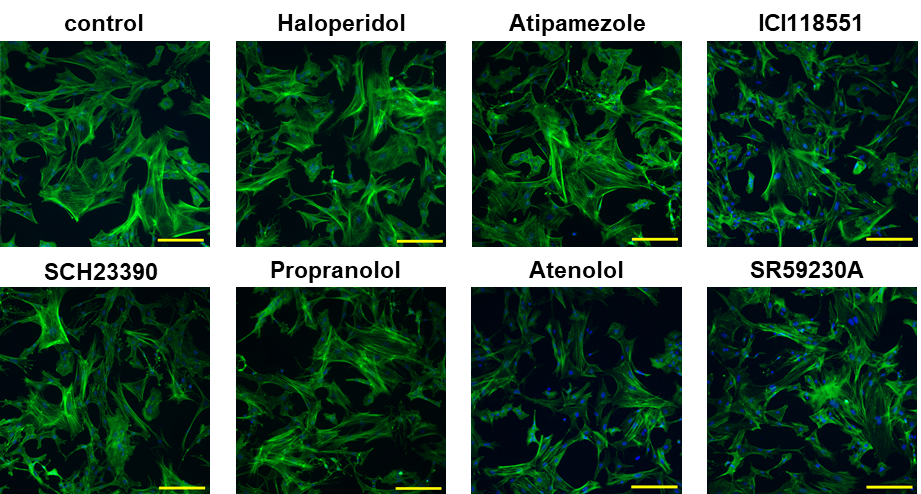 control
Haloperidol
Atipamezole
ICI118551
SCH23390
Propranolol
Atenolol
SR59230A